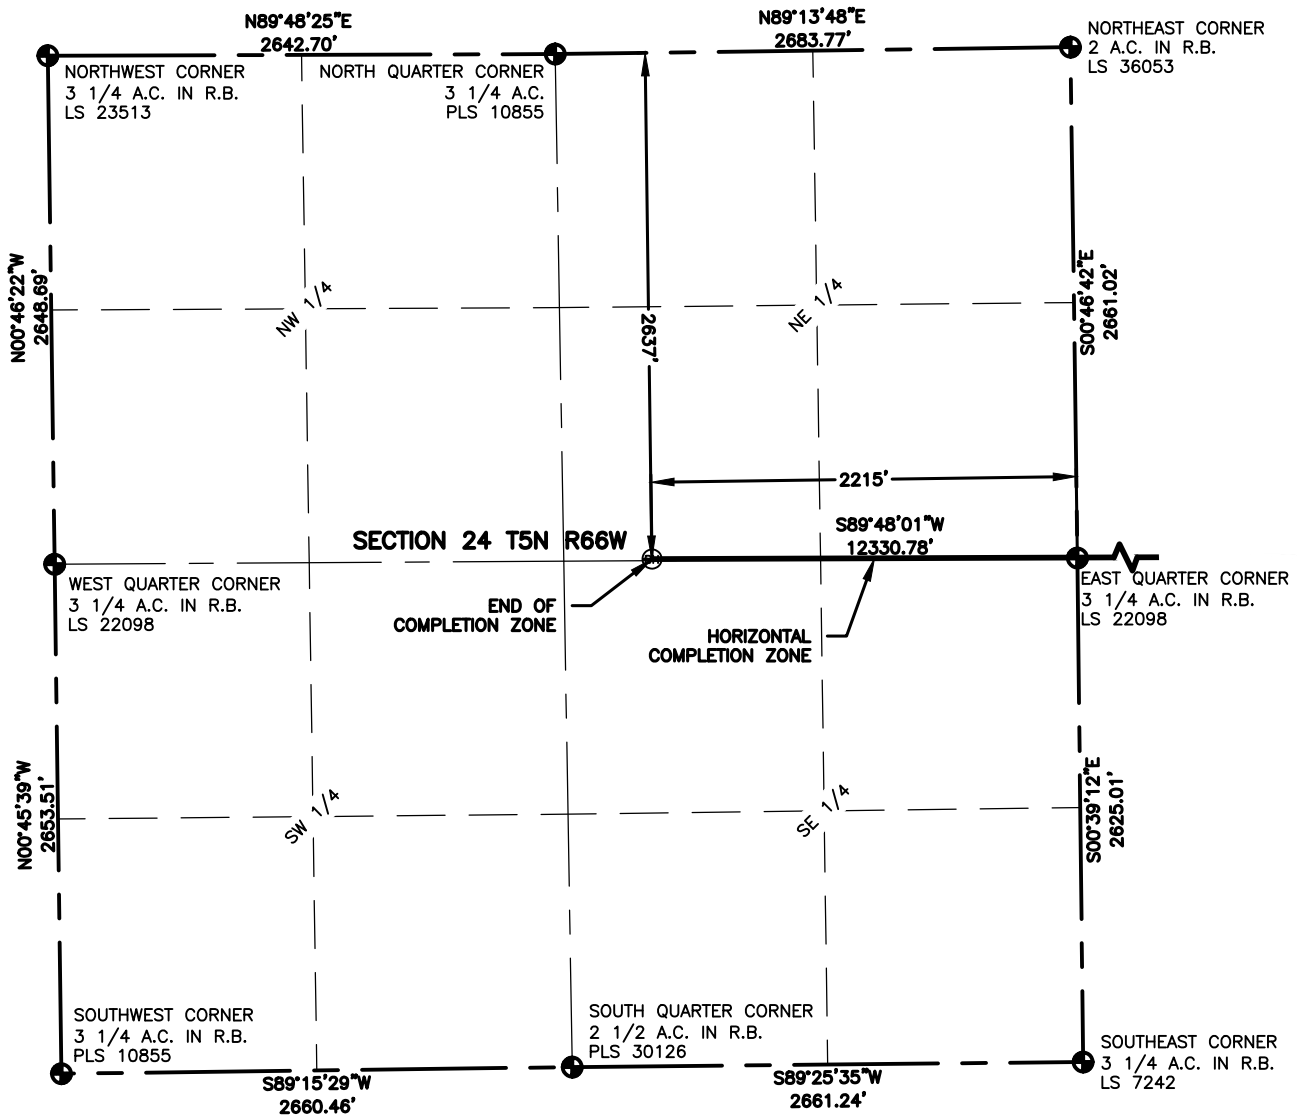 N89°48'25"E
2642.70'
N89°13'48"E
2683.77'
NORTHEAST CORNER
2 A.C. IN R.B.
LS 36053
NORTHWEST CORNER
3 1/4 A.C. IN R.B.
LS 23513
NORTH QUARTER CORNER
3 1/4 A.C.
PLS 10855
N00°46'22"W
2648.69'
NW 1/4
2637'
NE 1/4
S00°46'42"E
2661.02'
2215'
S89°48'01"W
12330.78'
SECTION 24 T5N R66W
WEST QUARTER CORNER
3 1/4 A.C. IN R.B.
LS 22098
END OF
COMPLETION ZONE
HORIZONTAL
COMPLETION ZONE
EAST QUARTER CORNER
3 1/4 A.C. IN R.B.
LS 22098
N00°45'39"W
2653.51'
SW 1/4
SE 1/4
S00°39'12"E
2625.01'
SOUTHWEST CORNER
3 1/4 A.C. IN R.B.
PLS 10855
SOUTH QUARTER CORNER
2 1/2 A.C. IN R.B.
PLS 30126
SOUTHEAST CORNER
3 1/4 A.C. IN R.B.
LS 7242
S89°15'29"W
2660.46'
S89°25'35"W
2661.24'